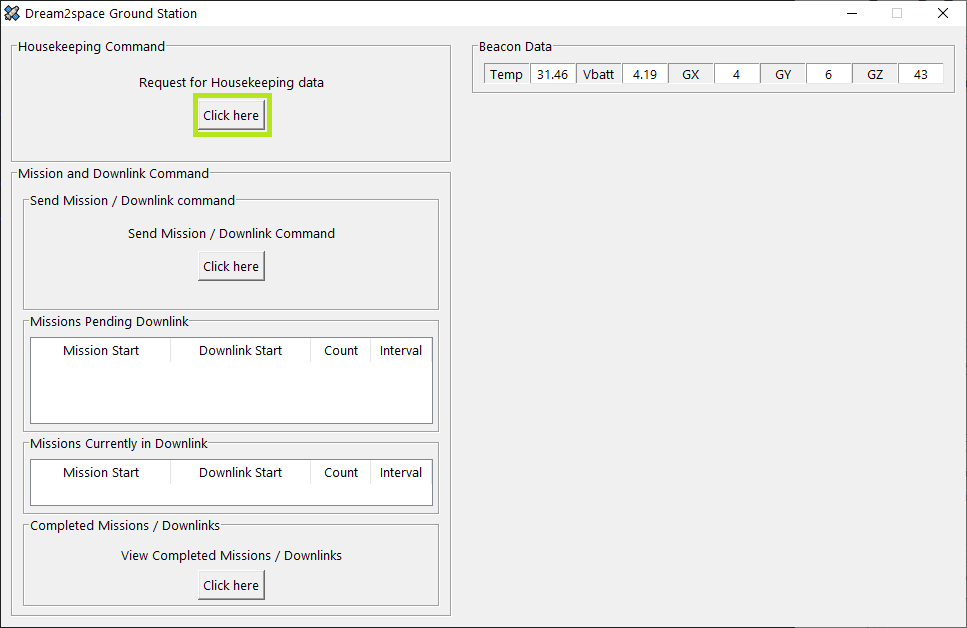 Dream2space Ground Station
Housekeeping Command
Request for Housekeeping data
Click here
Mission and Downlink Command
Send Mission / Downlink command
Send Mission / Downlink Command
Click here
Missions Pending Downlink
Mission Start Downlink Start Count Interval
Missions Currently in Downlink
Mission Start Downlink Start Count Interval
Completed Missions / Downlinks
View Completed Missions / Downlinks
Click here
Beacon Data
Temp 31.46 Vbatt 4.19 GX 4 GY 6 GZ 43